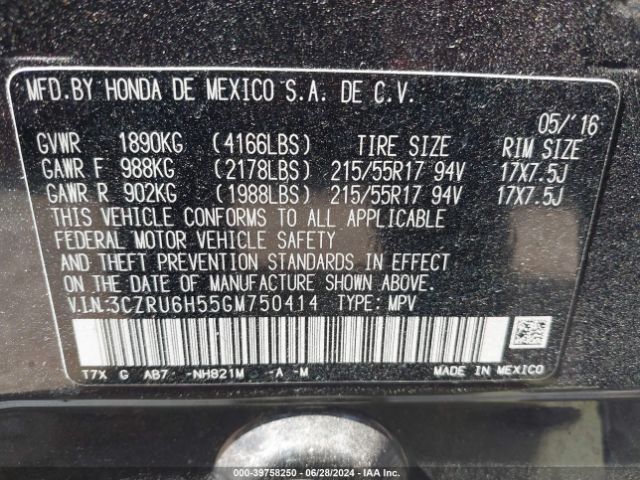 MFD.BY HONDA DE MEXICO S.A. DE C.V.
05/'16
GVWR 1890KG (4166LBS) TIRE SIZE RIM SIZE
GAWR F 988KG (2178LBS) 215/55R17 94V 17X7.5J
GAWR R 902KG (1988LBS) 215/55R17 94V 17X7.5J
THIS VEHICLE CONFORMS TO ALL APPLICABLE
FEDERAL MOTOR VEHICLE SAFETY
AND THEFT PREVENTION STANDARDS IN EFFECT
ON THE DATE OF MANUFACTURE SHOWN ABOVE.
V.I.N:3CZRU6H55GM750414 TYPE: MPV
T7X G AB7 -NH821M -A -M MADE IN MEXICO
000-39758250 06/28/2024 IAA Inc.